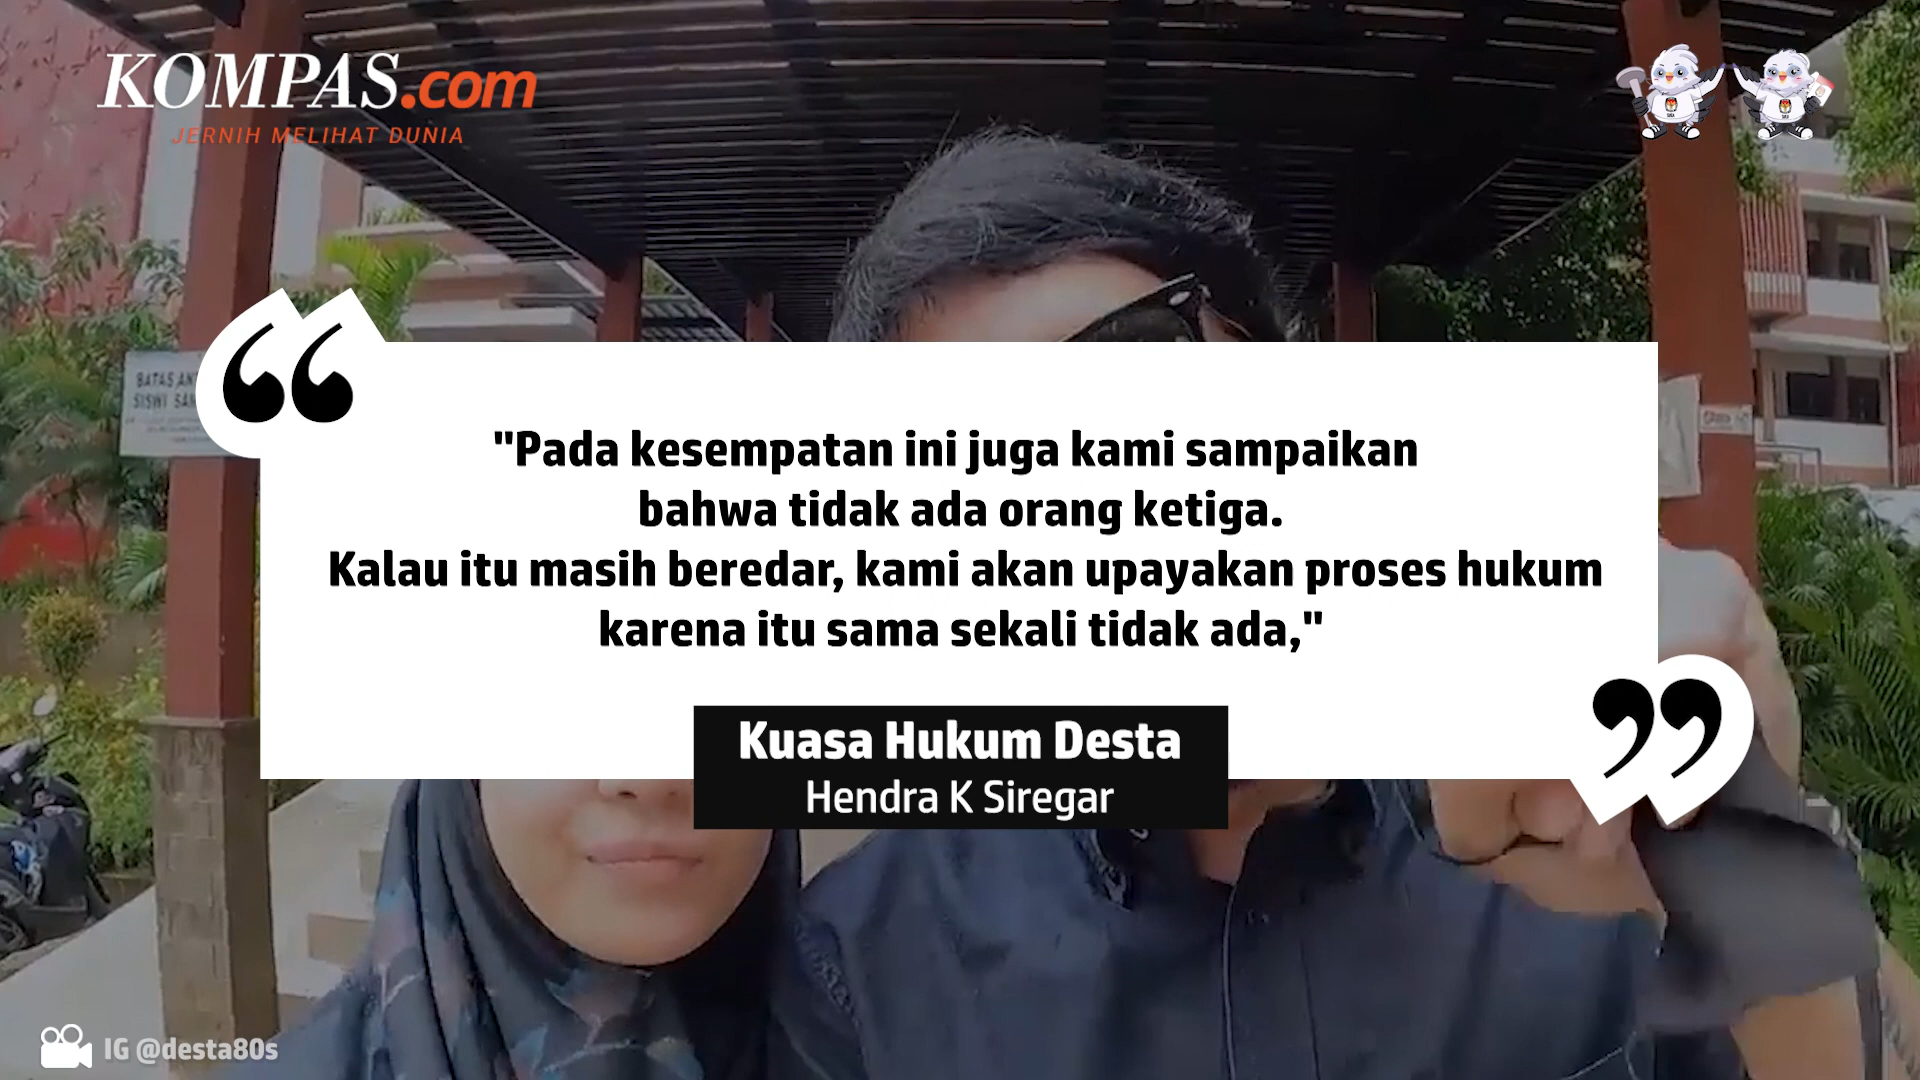 KOMPAS.com
JERNIH MELIHAT DUNIA
BATAS
SISWI
"Pada kesempatan ini juga kami sampaikan
bahwa tidak ada orang ketiga.
Kalau itu masih beredar, kami akan upayakan proses hukum
karena itu sama sekali tidak ada,"
Kuasa Hukum Desta
Hendra K Siregar
IG @desta80s